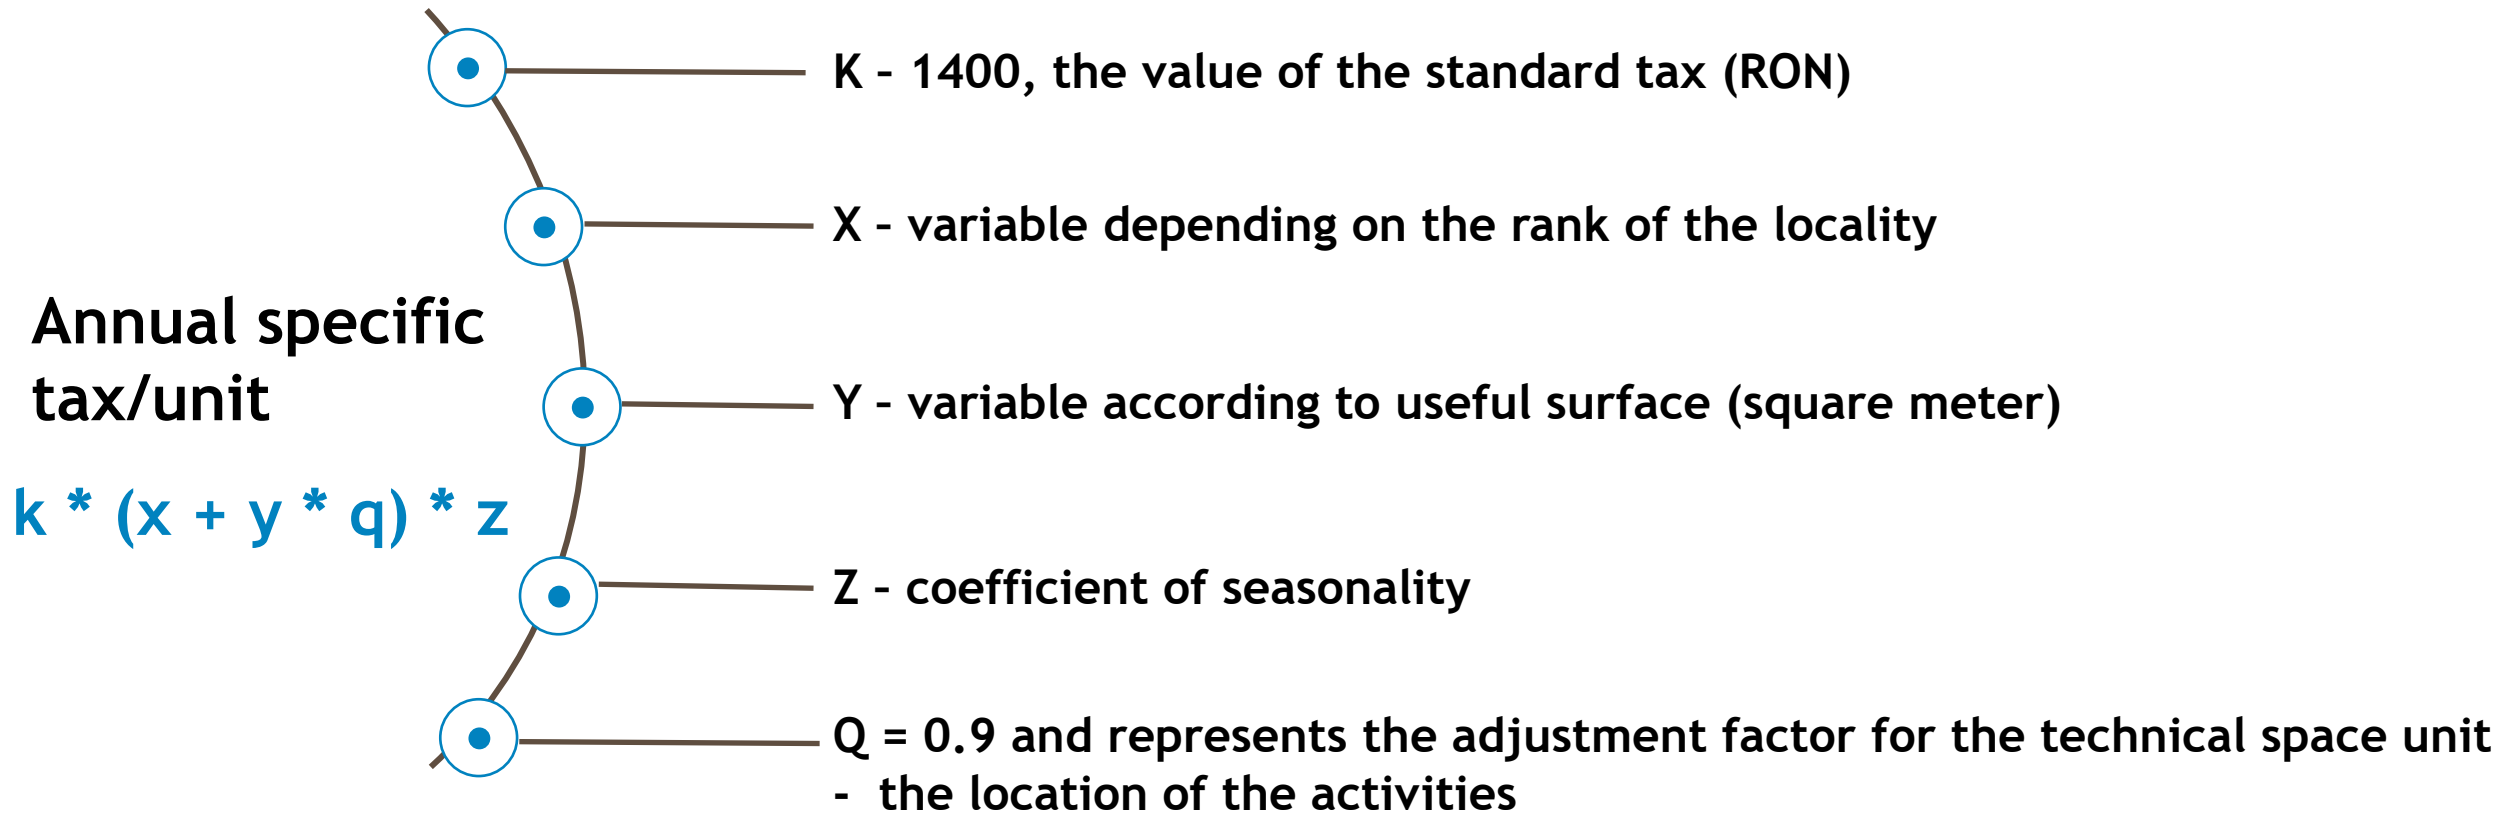 K - 1400, the value of the standard tax (RON)
X - variable depending on the rank of the locality
Annual specific
tax/unit
Y - variable according to useful surface (square meter)
k * (x + y * q) * z
Z - coefficient of seasonality
Q = 0.9 and represents the adjustment factor for the technical space unit
- the location of the activities